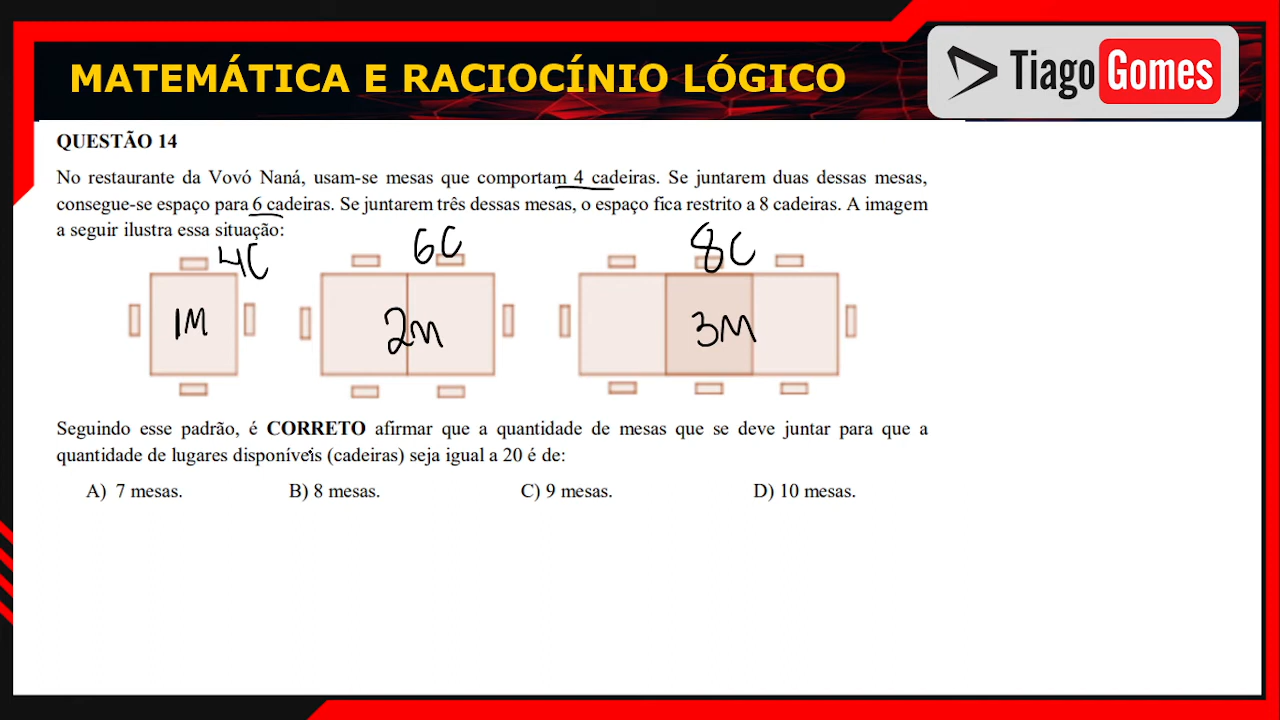 MATEMÁTICA E RACIOCÍNIO LÓGICO
Tiago Gomes
QUESTÃO 14
No restaurante da Vovó Naná, usam-se mesas que comportam 4 cadeiras. Se juntarem duas dessas mesas,
consegue-se espaço para 6 cadeiras. Se juntarem três dessas mesas, o espaço fica restrito a 8 cadeiras. A imagem
a seguir ilustra essa situação:
4C
6C
8C
1M
2M
3M
Seguindo esse padrão, é CORRETO afirmar que a quantidade de mesas que se deve juntar para que a
quantidade de lugares disponíveis (cadeiras) seja igual a 20 é de:
A) 7 mesas.
B) 8 mesas.
C) 9 mesas.
D) 10 mesas.